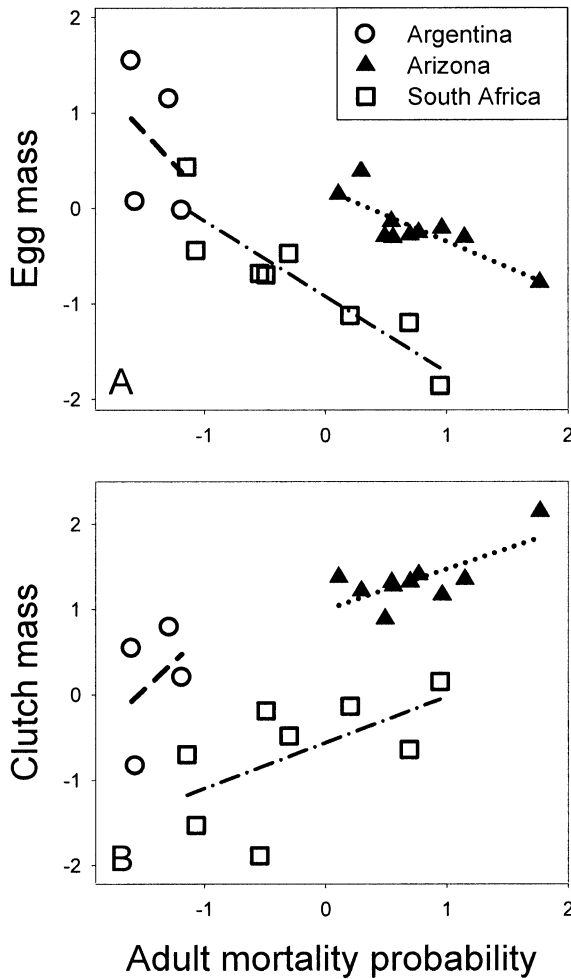 2
1
0
-1
-2
Egg mass
Argentina
Arizona
South Africa
A
-1 0 1 2
2
1
0
-1
-2
Clutch mass
B
-1 0 1 2
Adult mortality probability